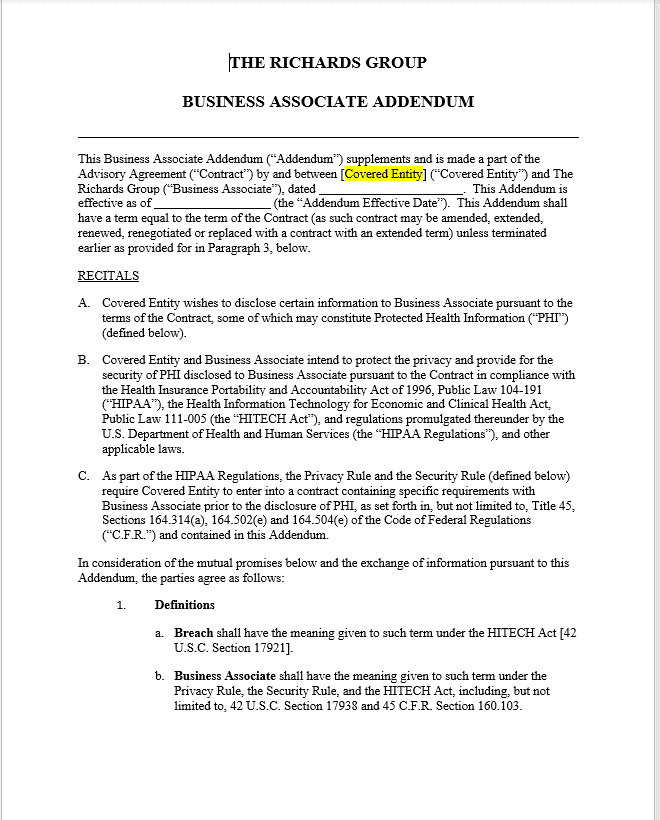 THE RICHARDS GROUP
BUSINESS ASSOCIATE ADDENDUM
This Business Associate Addendum (“Addendum”) supplements and is made a part of the
Advisory Agreement (“Contract”) by and between [Covered Entity] (“Covered Entity”) and The
Richards Group (“Business Associate”), dated _______________________. This Addendum is
effective as of ___________________ (the “Addendum Effective Date”). This Addendum shall
have a term equal to the term of the Contract (as such contract may be amended, extended,
renewed, renegotiated or replaced with a contract with an extended term) unless terminated
earlier as provided for in Paragraph 3, below.
RECITALS
A. Covered Entity wishes to disclose certain information to Business Associate pursuant to the
terms of the Contract, some of which may constitute Protected Health Information (“PHI”)
(defined below).
B. Covered Entity and Business Associate intend to protect the privacy and provide for the
security of PHI disclosed to Business Associate pursuant to the Contract in compliance with
the Health Insurance Portability and Accountability Act of 1996, Public Law 104-191
(“HIPAA”), the Health Information Technology for Economic and Clinical Health Act,
Public Law 111-005 (the “HITECH Act”), and regulations promulgated thereunder by the
U.S. Department of Health and Human Services (the “HIPAA Regulations”), and other
applicable laws.
C. As part of the HIPAA Regulations, the Privacy Rule and the Security Rule (defined below)
require Covered Entity to enter into a contract containing specific requirements with
Business Associate prior to the disclosure of PHI, as set forth in, but not limited to, Title 45,
Sections 164.314(a), 164.502(e) and 164.504(e) of the Code of Federal Regulations
(“C.F.R.”) and contained in this Addendum.
In consideration of the mutual promises below and the exchange of information pursuant to this
Addendum, the parties agree as follows:
1. Definitions
a. Breach shall have the meaning given to such term under the HITECH Act [42
U.S.C. Section 17921].
b. Business Associate shall have the meaning given to such term under the
Privacy Rule, the Security Rule, and the HITECH Act, including, but not
limited to, 42 U.S.C. Section 17938 and 45 C.F.R. Section 160.103.